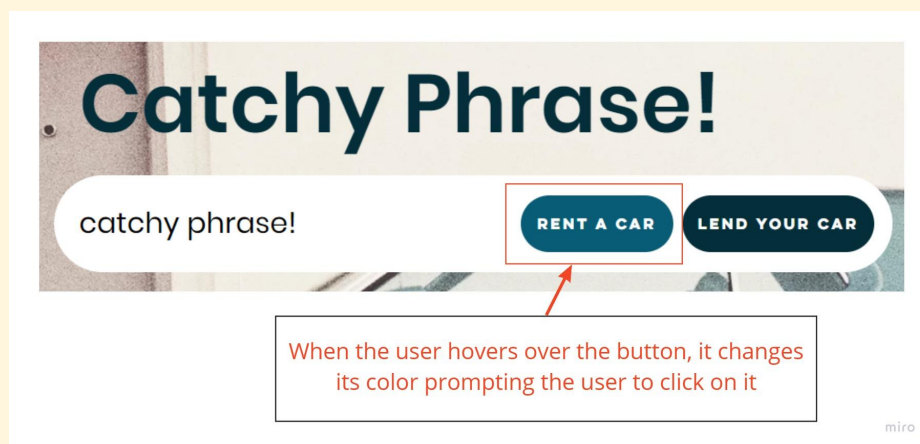 Catchy Phrase!
catchy phrase!
RENT A CAR
LEND YOUR CAR
When the user hovers over the button, it changes
its color prompting the user to click on it
miro